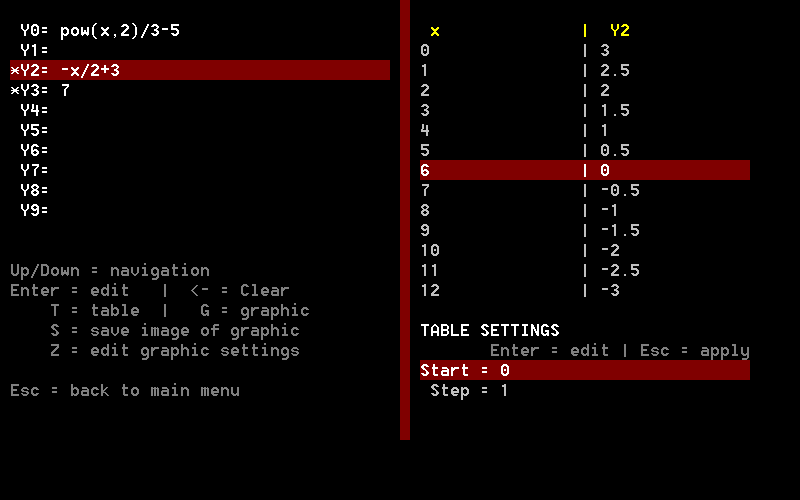 Y0= pow(x,2)/3-5
Y1=
*Y2= -x/2+3
*Y3= 7
Y4=
Y5=
Y6=
Y7=
Y8=
Y9=
Up/Down = navigation
Enter = edit | <- = Clear
T = table | G = graphic
S = save image of graphic
Z = edit graphic settings
Esc = back to main menu
x | Y2
0 | 3
1 | 2.5
2 | 2
3 | 1.5
4 | 1
5 | 0.5
6 | 0
7 | -0.5
8 | -1
9 | -1.5
10 | -2
11 | -2.5
12 | -3
TABLE SETTINGS
Enter = edit | Esc = apply
Start = 0
Step = 1